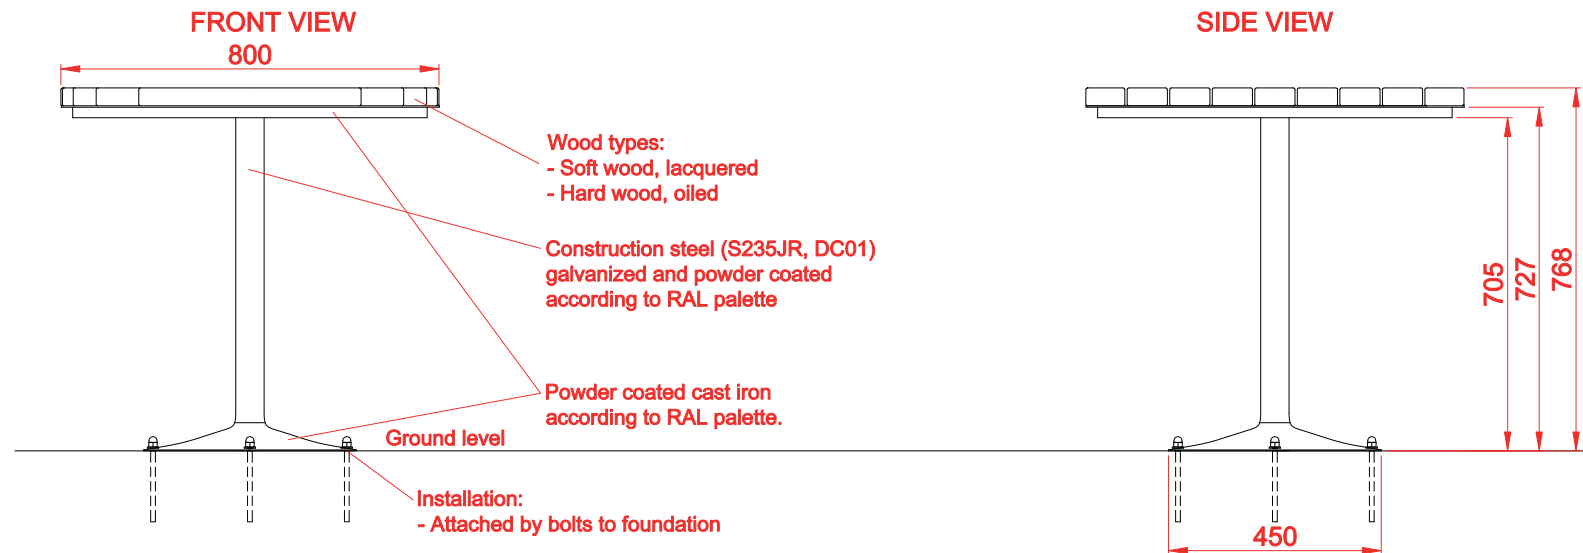 FRONT VIEW
800
SIDE VIEW
Wood types:
- Soft wood, lacquered
- Hard wood, oiled
Construction steel (S235JR, DC01)
galvanized and powder coated
according to RAL palette
705
727
768
Powder coated cast iron
according to RAL palette.
Ground level
Installation:
- Attached by bolts to foundation
450